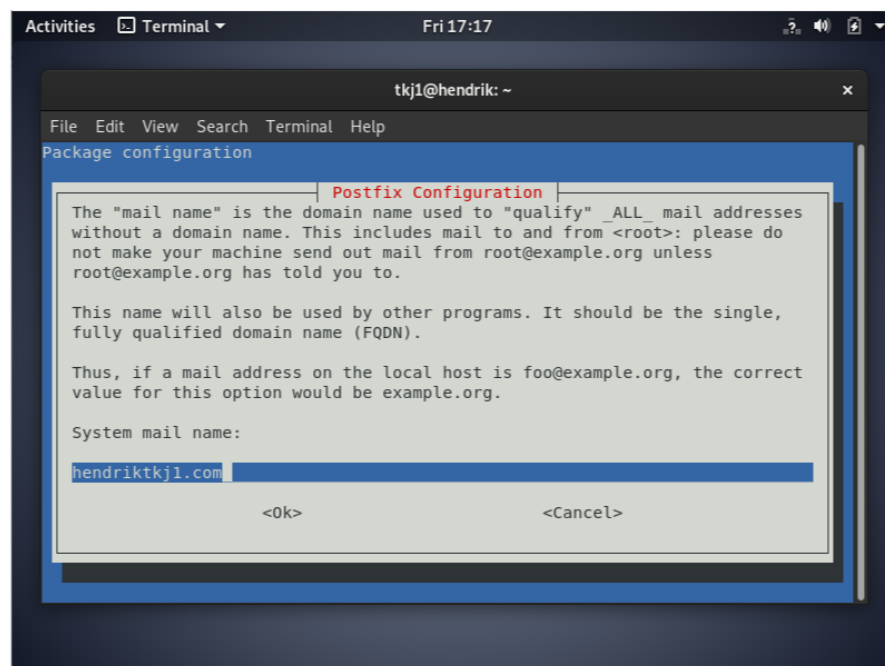 Activities Terminal Fri 17:17
tkj1@hendrik: ~
File Edit View Search Terminal Help
Package configuration
Postfix Configuration
The "mail name" is the domain name used to "qualify" _ALL_ mail addresses
without a domain name. This includes mail to and from <root>: please do
not make your machine send out mail from root@example.org unless
root@example.org has told you to.
This name will also be used by other programs. It should be the single,
fully qualified domain name (FQDN).
Thus, if a mail address on the local host is foo@example.org, the correct
value for this option would be example.org.
System mail name:
hendriktkj1.com
<Ok> <Cancel>